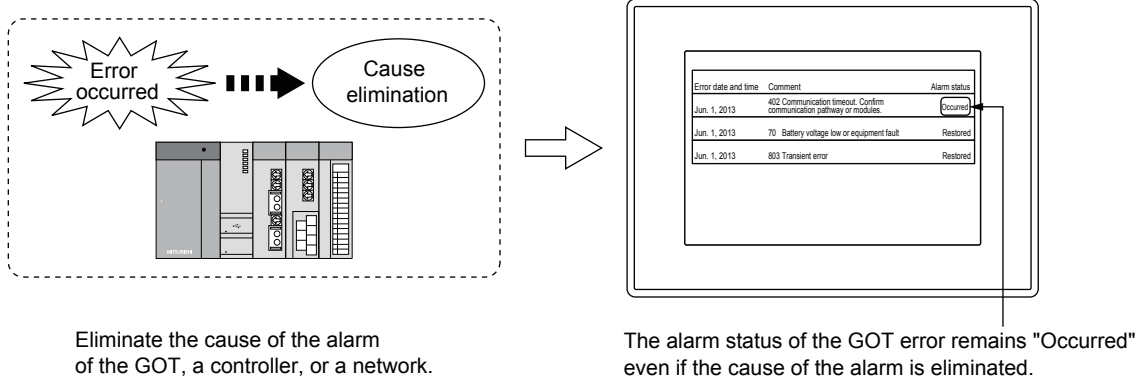 Error
occurred
Cause
elimination
MITSUBISHI
Eliminate the cause of the alarm
of the GOT, a controller, or a network.
Error date and time Comment Alarm status
Jun. 1, 2013 402 Communication timeout. Confirm
communication pathway or modules. Occurred
Jun. 1, 2013 70 Battery voltage low or equipment fault Restored
Jun. 1, 2013 803 Transient error Restored
The alarm status of the GOT error remains "Occurred"
even if the cause of the alarm is eliminated.